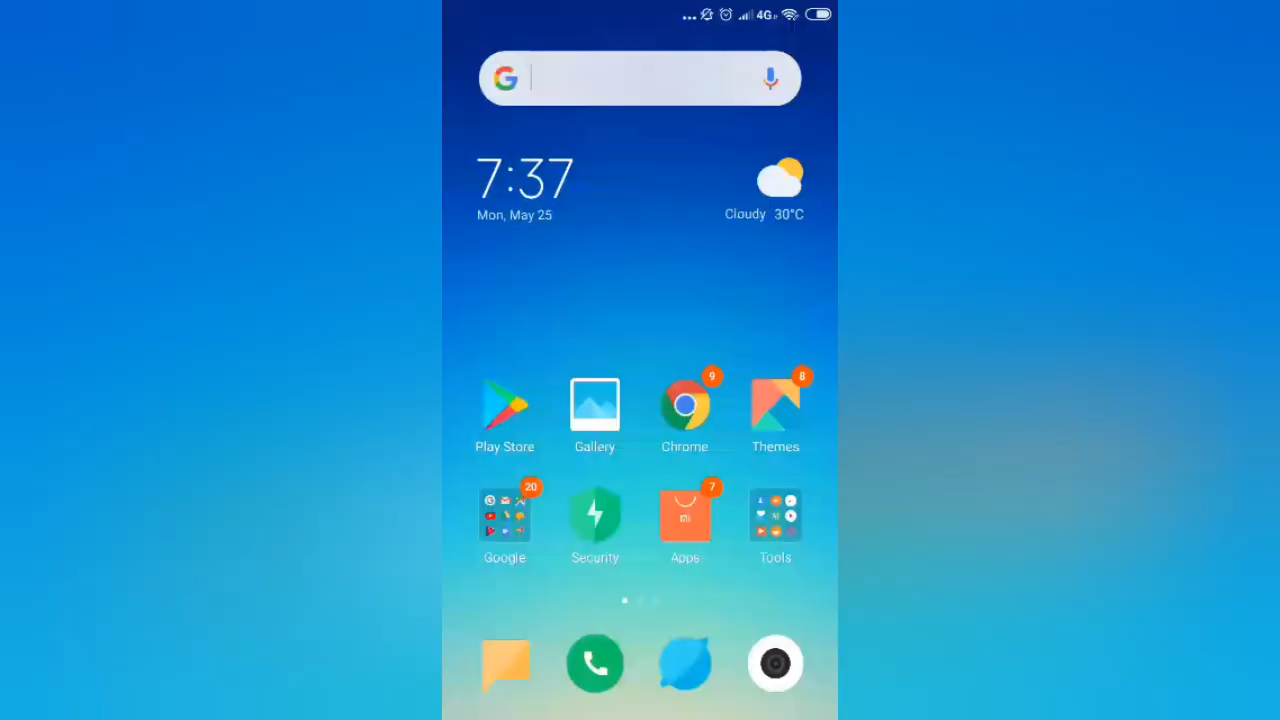 4G
7:37
Mon, May 25
Cloudy 30°C
9
8
Play Store
Gallery
Chrome
Themes
20
7
mi
Google
Security
Apps
Tools